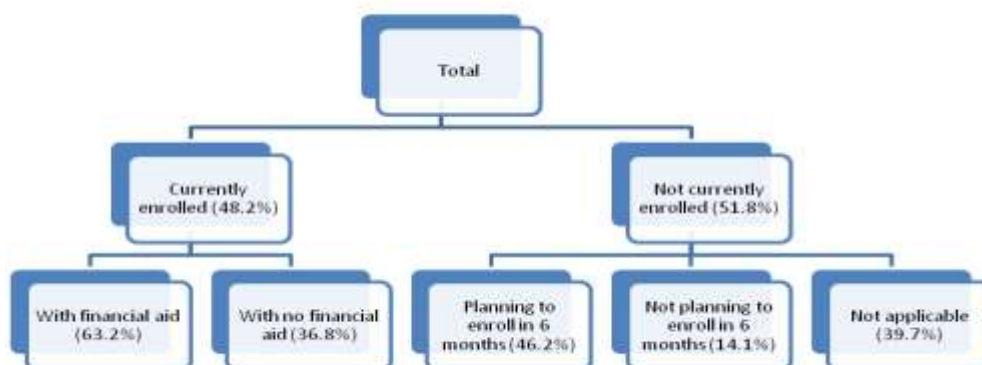 Total
Currently
enrolled (48.2%)
Not currently
enrolled (51.8%)
With financial aid
(63.2%)
With no financial
aid (36.8%)
Planning to
enroll in 6
months (46.2%)
Not planning to
enroll in 6
months (14.1%)
Not applicable
(39.7%)